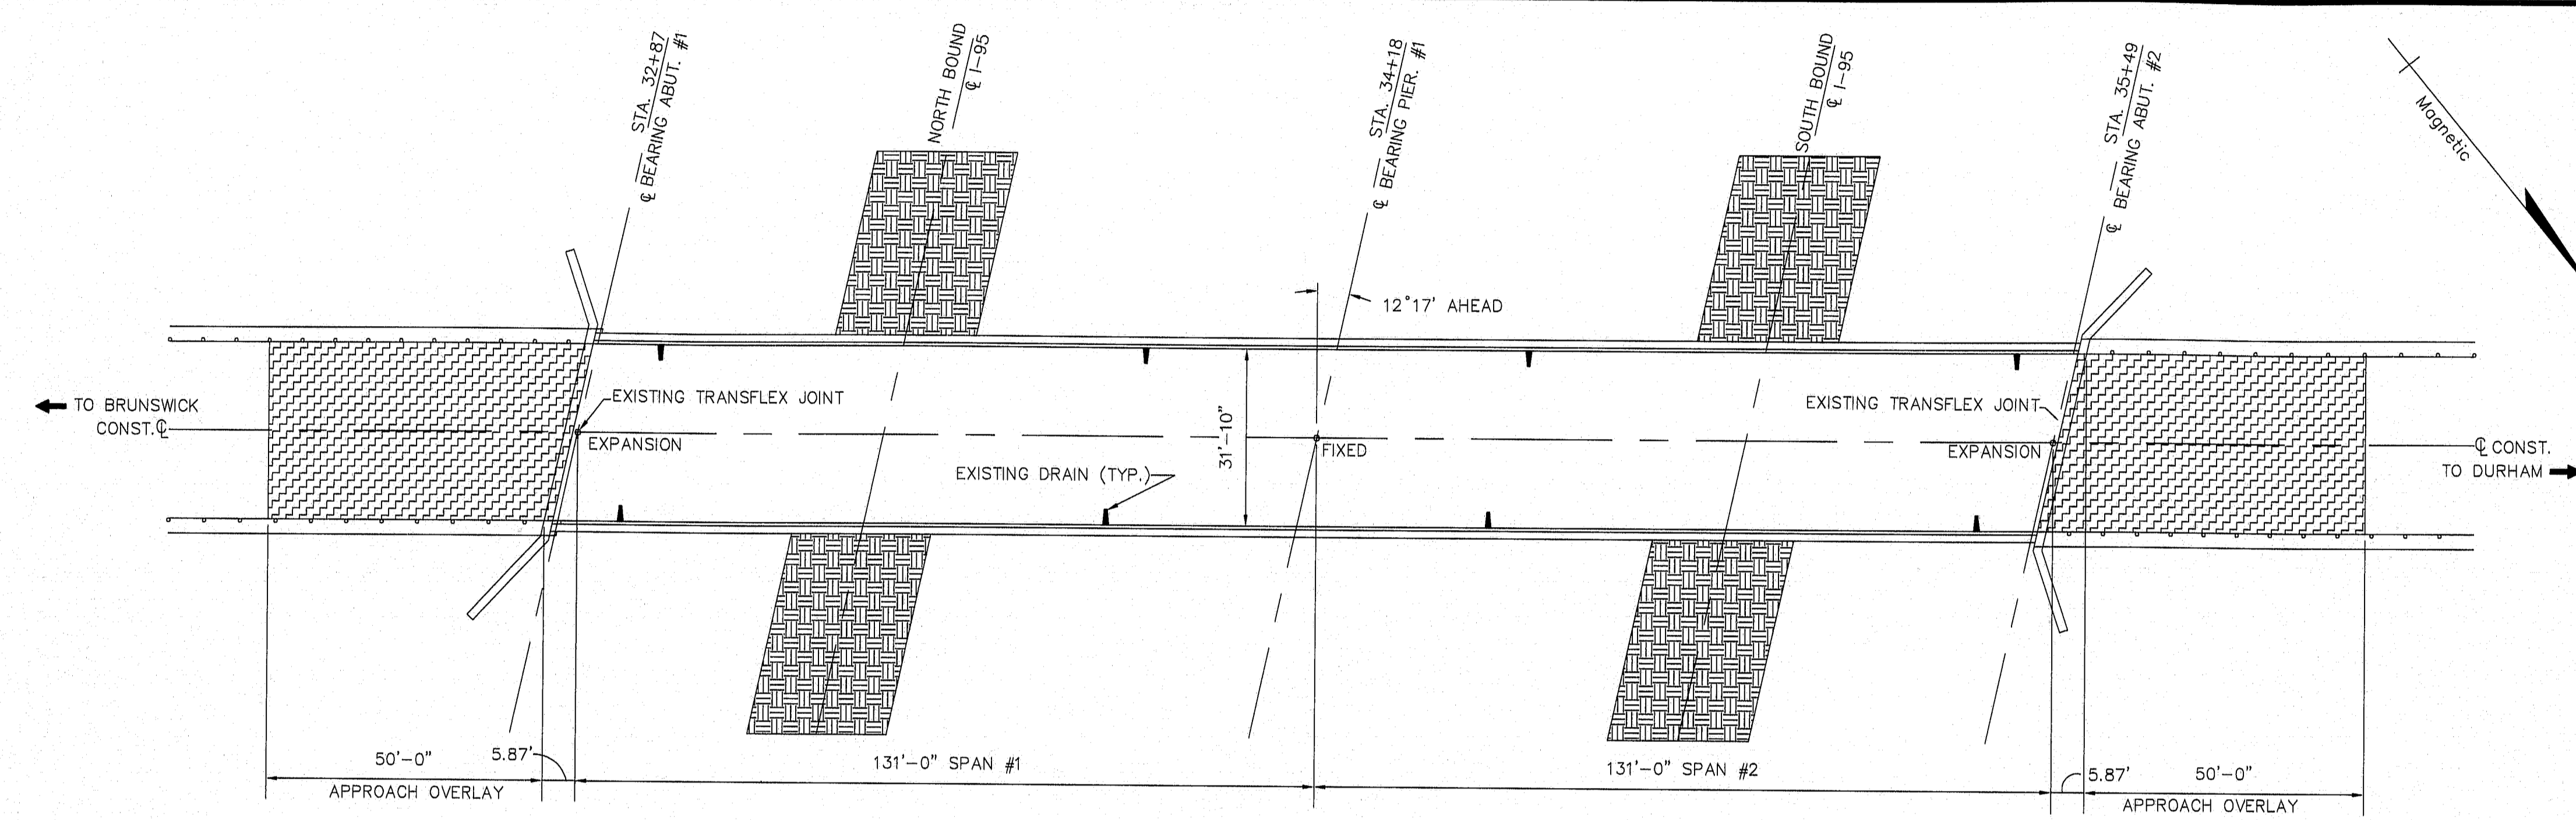 STA. 32+87
℄ BEARING ABUT. #1
NORTH BOUND
℄ I-95
STA. 34+18
℄ BEARING PIER. #1
SOUTH BOUND
℄ I-95
STA. 35+49
℄ BEARING ABUT. #2
Magnetic
12°17' AHEAD
TO BRUNSWICK
CONST. ℄
EXISTING TRANSFLEX JOINT
EXPANSION
EXISTING DRAIN (TYP.)
31'-10"
FIXED
EXISTING TRANSFLEX JOINT
EXPANSION
℄ CONST.
TO DURHAM
50'-0"
APPROACH OVERLAY
5.87'
131'-0" SPAN #1
131'-0" SPAN #2
5.87'
50'-0"
APPROACH OVERLAY